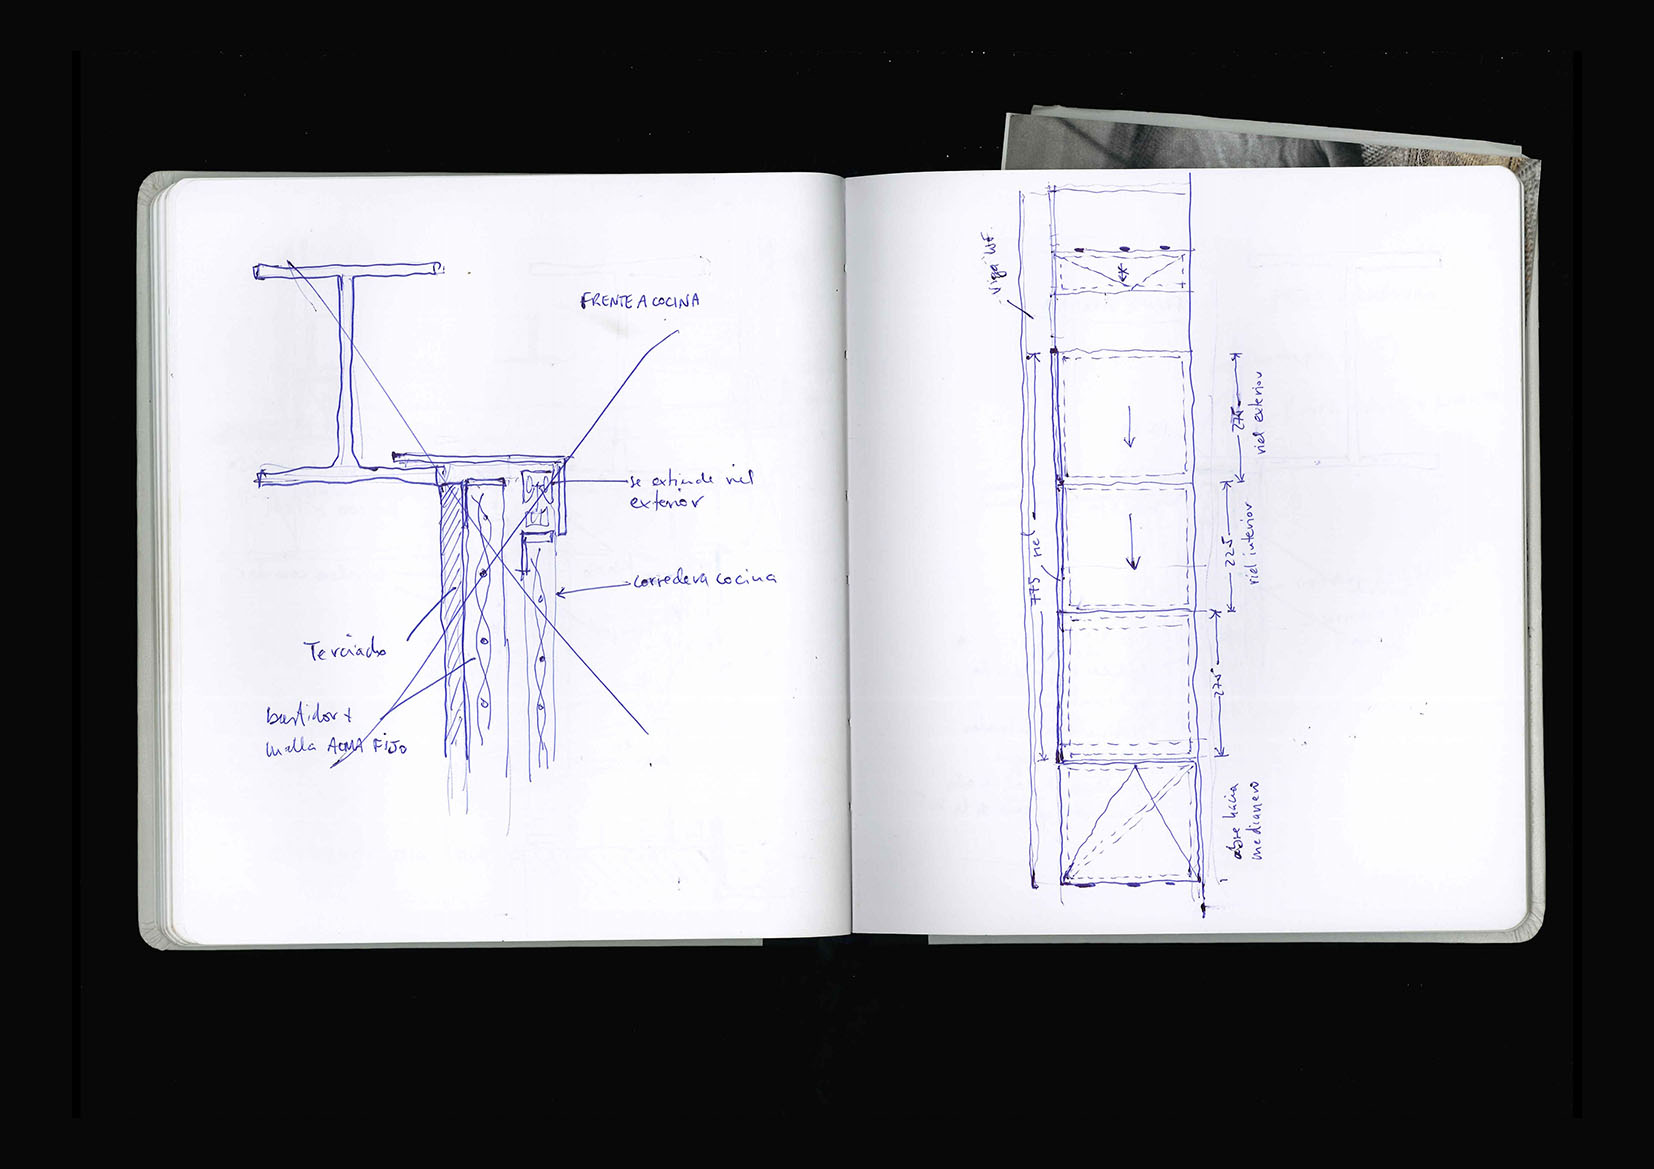 FRENTE A COCINA
se extiende riel
exterior
corredera cocina
Terciado
bastidor +
malla ACMA FIJO
Viga WF.
775 riel
275
riel exterior
225
riel interior
275
abre hacia
medianero